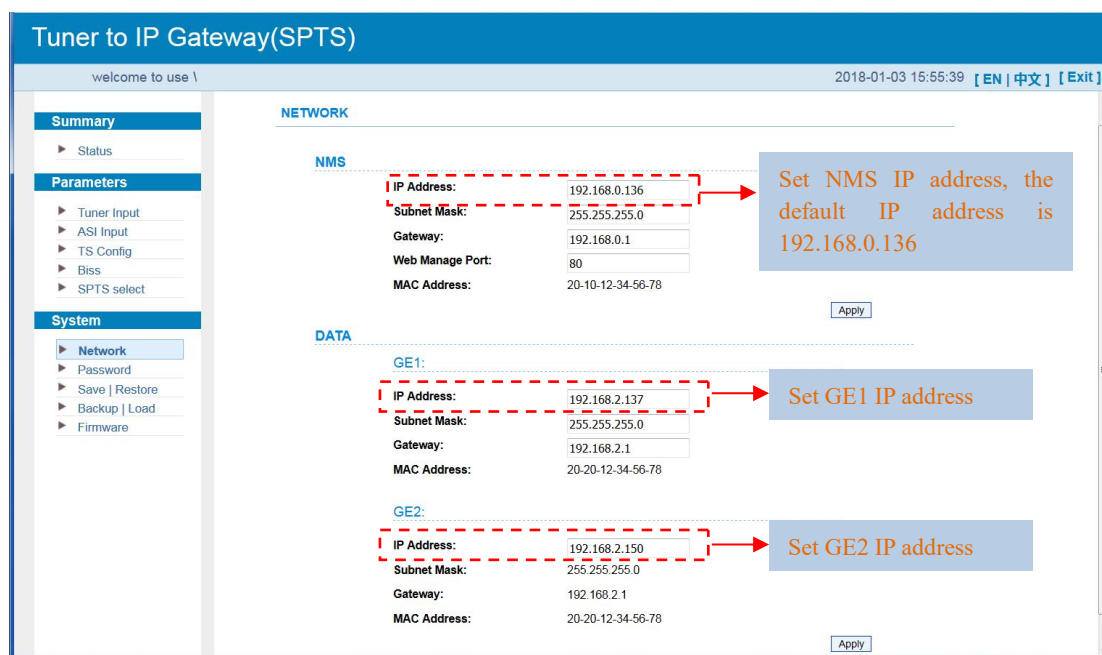 Tuner to IP Gateway(SPTS)
welcome to use \
2018-01-03 15:55:39 [ EN | 中文 ] [ Exit ]
Summary
Status
Parameters
Tuner Input
ASI Input
TS Config
Biss
SPTS select
System
Network
Password
Save | Restore
Backup | Load
Firmware
NETWORK
NMS
IP Address: 192.168.0.136
Subnet Mask: 255.255.255.0
Gateway: 192.168.0.1
Web Manage Port: 80
MAC Address: 20-10-12-34-56-78
Apply
Set NMS IP address, the
default IP address is
192.168.0.136
DATA
GE1:
IP Address: 192.168.2.137
Subnet Mask: 255.255.255.0
Gateway: 192.168.2.1
MAC Address: 20-20-12-34-56-78
Set GE1 IP address
GE2:
IP Address: 192.168.2.150
Subnet Mask: 255.255.255.0
Gateway: 192.168.2.1
MAC Address: 20-20-12-34-56-78
Set GE2 IP address
Apply